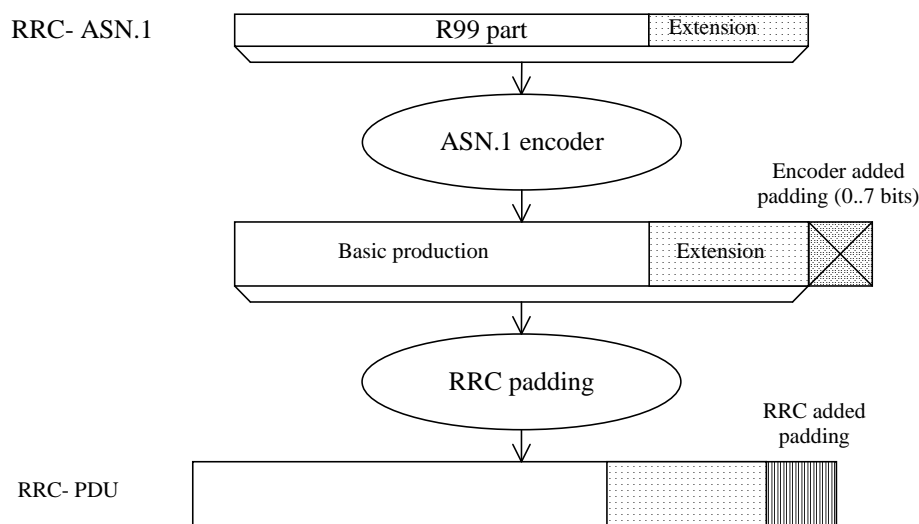 RRC- ASN.1
R99 part
Extension
ASN.1 encoder
Encoder added
padding (0..7 bits)
Basic production
Extension
RRC padding
RRC added
padding
RRC- PDU